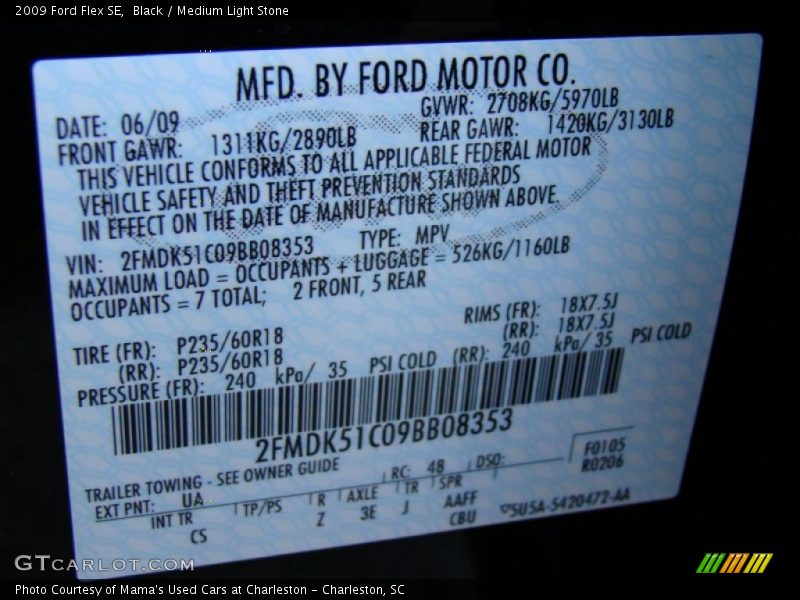 2009 Ford Flex SE, Black / Medium Light Stone
MFD. BY FORD MOTOR CO.
DATE: 06/09 GVWR: 2708KG/5970LB
FRONT GAWR: 1311KG/2890LB REAR GAWR: 1420KG/3130LB
THIS VEHICLE CONFORMS TO ALL APPLICABLE FEDERAL MOTOR
VEHICLE SAFETY AND THEFT PREVENTION STANDARDS
IN EFFECT ON THE DATE OF MANUFACTURE SHOWN ABOVE.
VIN: 2FMDK51C09BB08353 TYPE: MPV
MAXIMUM LOAD = OCCUPANTS + LUGGAGE = 526KG/1160LB
OCCUPANTS = 7 TOTAL; 2 FRONT, 5 REAR
TIRE (FR): P235/60R18 RIMS (FR): 18X7.5J
(RR): P235/60R18 (RR): 18X7.5J
PRESSURE (FR): 240 kPa/ 35 PSI COLD (RR): 240 kPa/ 35 PSI COLD
2FMDK51C09BB08353
TRAILER TOWING - SEE OWNER GUIDE
EXT PNT: UA RC: 48 DSO: F0105
R0206
INT TR TP/PS R AXLE TR SPR
CS Z 3E J AAFF
CBU 5USA-5420472-AA
GTCARLOT.COM
Photo Courtesy of Mama's Used Cars at Charleston - Charleston, SC